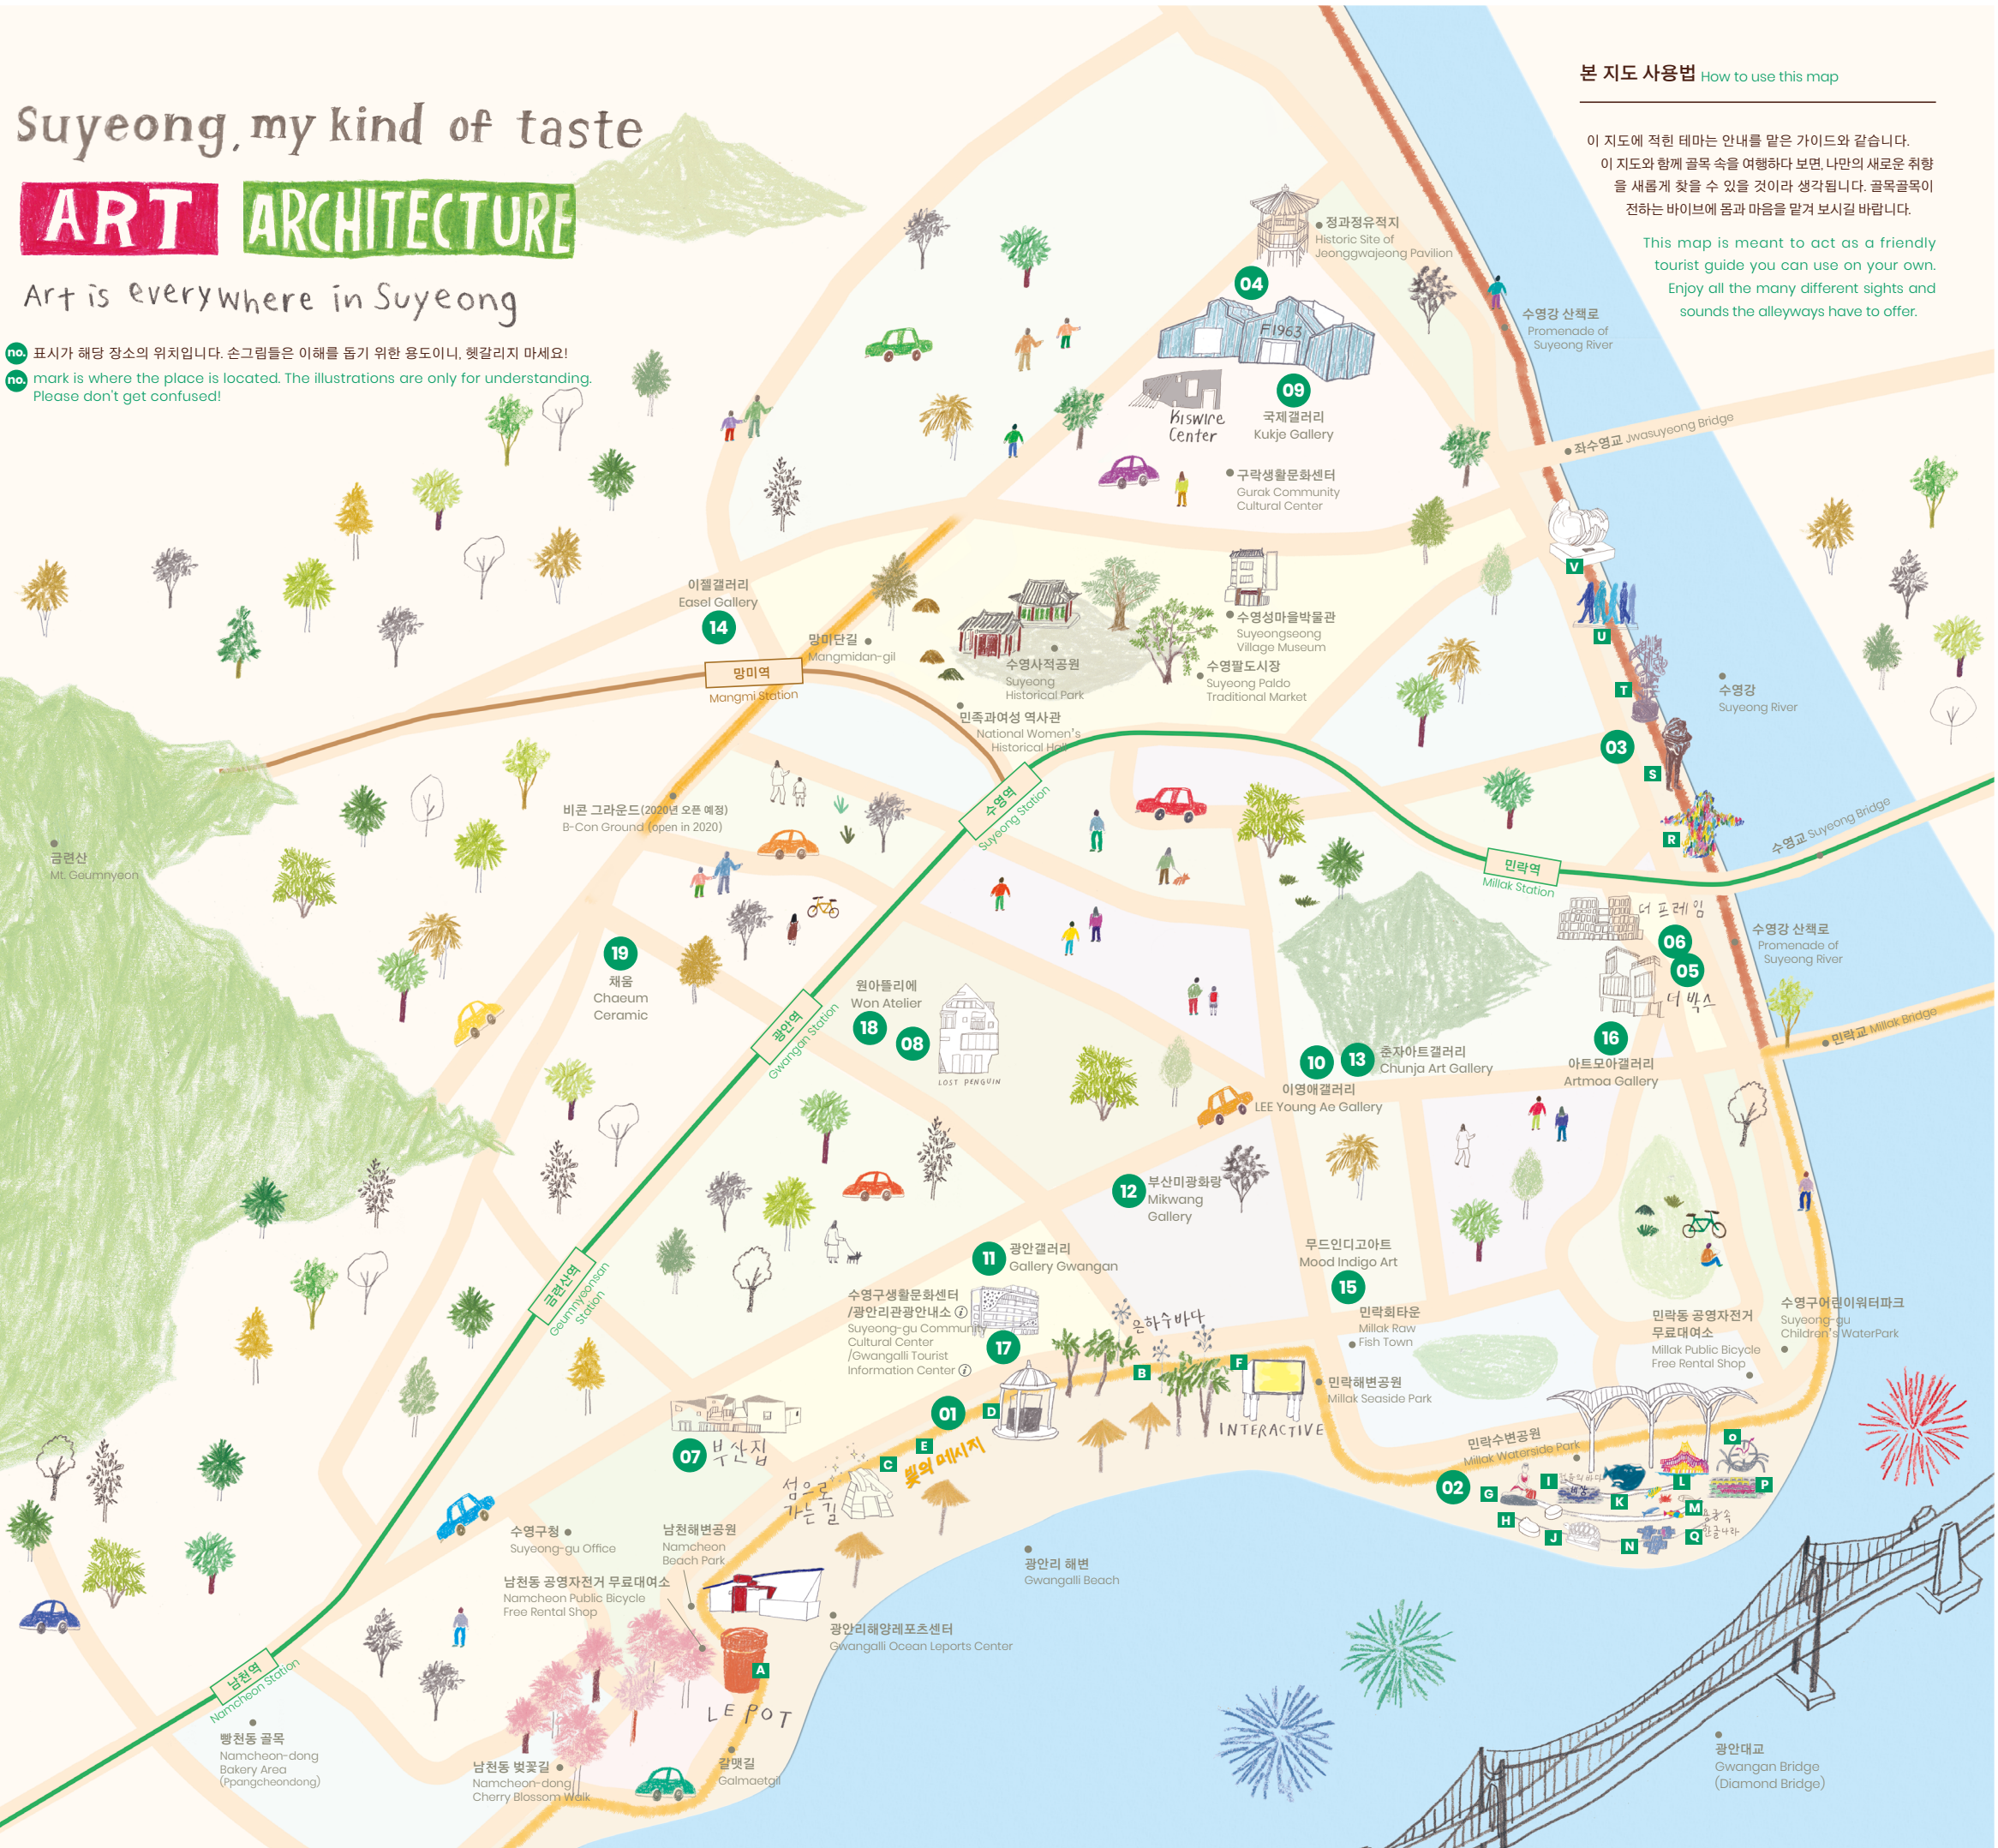 Suyeong, my kind of taste
ART ARCHITECTURE
Art is everywhere in Suyeong
no. 표시가 해당 장소의 위치입니다. 손그림들은 이해를 돕기 위한 용도이니, 헷갈리지 마세요!
no. mark is where the place is located. The illustrations are only for understanding.
Please don't get confused!
본 지도 사용법 How to use this map
이 지도에 적힌 테마는 안내를 맡은 가이드와 같습니다.
이 지도와 함께 골목 속을 여행하다 보면, 나만의 새로운 취향
을 새롭게 찾을 수 있을 것이라 생각됩니다. 골목골목이
전하는 바이브에 몸과 마음을 맡겨 보시길 바랍니다.
This map is meant to act as a friendly
tourist guide you can use on your own.
Enjoy all the many different sights and
sounds the alleyways have to offer.
정과정유적지
Historic Site of
Jeonggwajeong Pavilion
04
F1963
09
국제갤러리
Kukje Gallery
Kiswire
Center
수영강 산책로
Promenade of
Suyeong River
좌수영교 Jwasuyeong Bridge
구락생활문화센터
Gurak Community
Cultural Center
V
U
T
03
S
R
수영강
Suyeong River
이젤갤러리
Easel Gallery
14
망미단길
Mangmidan-gil
망미역
Mangmi Station
수영사적공원
Suyeong
Historical Park
수영성마을박물관
Suyeongseong
Village Museum
수영팔도시장
Suyeong Paldo
Traditional Market
민족과여성 역사관
National Women's
Historical Hall
비콘 그라운드(2020년 오픈 예정)
B-Con Ground (open in 2020)
수영역
Suyeong Station
금련산
Mt. Geumnyeon
민락역
Millak Station
수영교 Suyeong Bridge
더 프레임
06
05
더 박스
수영강 산책로
Promenade of
Suyeong River
민락교 Millak Bridge
19
채움
Chaeum
Ceramic
원아뜰리에
Won Atelier
18
08
LOST PENGUIN
광안역
Gwangan Station
10
이영애갤러리
LEE Young Ae Gallery
13
춘자아트갤러리
Chunja Art Gallery
16
아트모아갤러리
Artmoa Gallery
12
부산미광화랑
Mikwang
Gallery
11
광안갤러리
Gallery Gwangan
무드인디고아트
Mood Indigo Art
15
금련산역
Geumnyeonsan
Station
수영구생활문화센터
/광안리관광안내소 i
Suyeong-gu Community
Cultural Center
/Gwangalli Tourist
Information Center i
17
은하수바다
B
F
INTERACTIVE
민락회타운
Millak Raw
Fish Town
민락해변공원
Millak Seaside Park
민락동 공영자전거
무료대여소
Millak Public Bicycle
Free Rental Shop
수영구어린이워터파크
Suyeong-gu
Children's WaterPark
01
D
E
C
빛의 메시지
07
부산집
섬으로
가는 길
민락수변공원
Millak Waterside Park
02
G
H
I
J
K
L
M
N
O
P
Q
한글나라
수영구청
Suyeong-gu Office
남천해변공원
Namcheon
Beach Park
남천동 공영자전거 무료대여소
Namcheon Public Bicycle
Free Rental Shop
광안리해양레포츠센터
Gwangalli Ocean Leports Center
광안리 해변
Gwangalli Beach
A
LE POT
남천역
Namcheon Station
빵천동 골목
Namcheon-dong
Bakery Area
(Ppangcheondong)
남천동 벚꽃길
Namcheon-dong
Cherry Blossom Walk
갈맷길
Galmaetgil
광안대교
Gwangan Bridge
(Diamond Bridge)